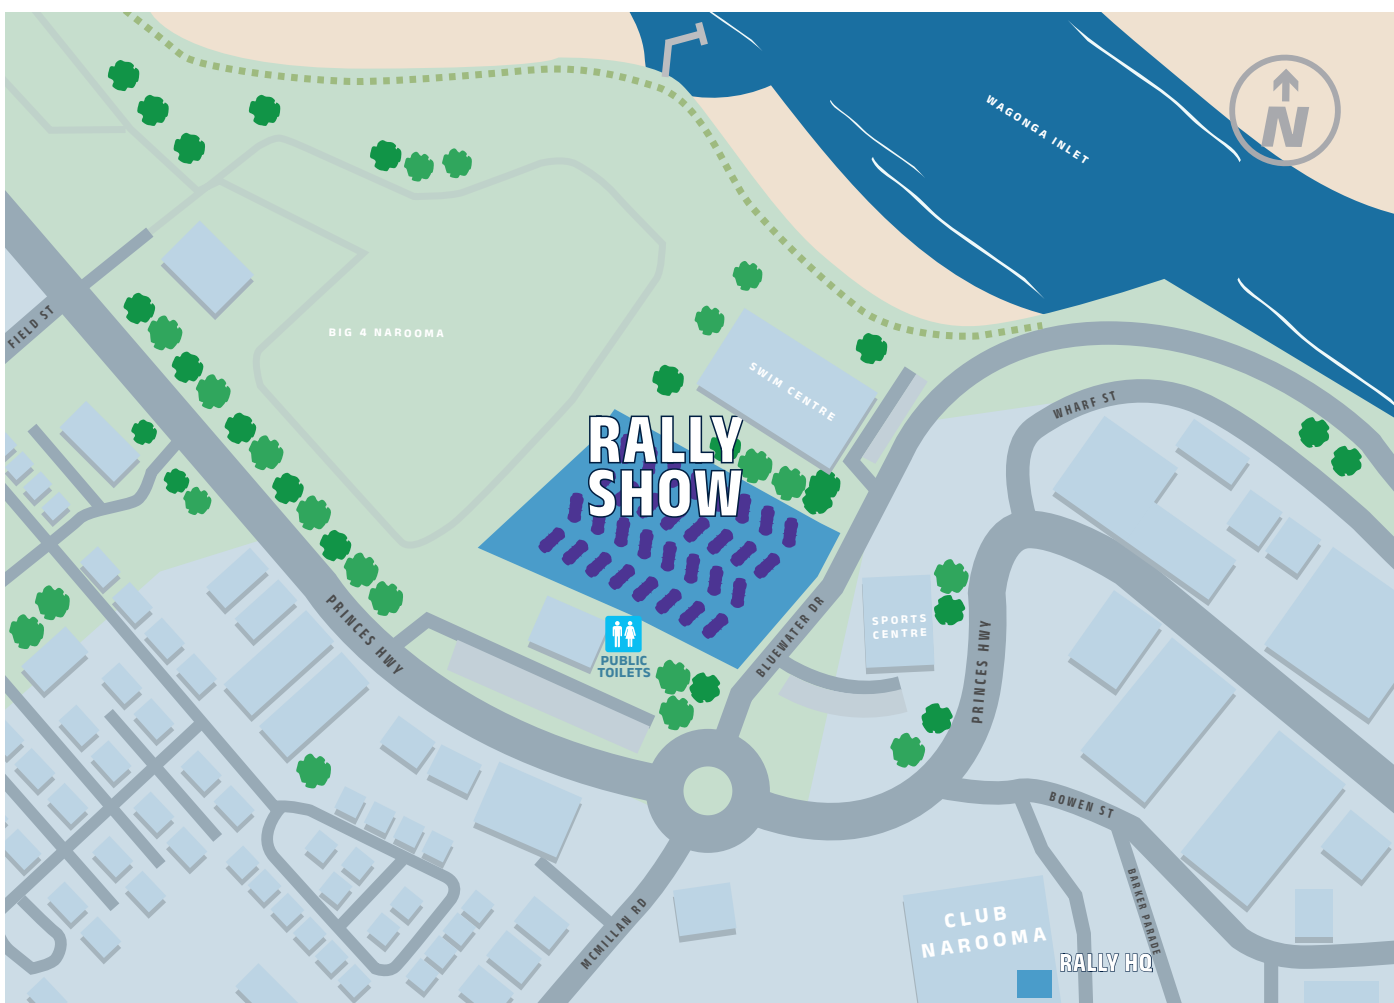 WAGONGA INLET
N
FIELD ST
BIG 4 NAROOMA
SWIM CENTRE
WHARF ST
RALLY
SHOW
PRINCES HWY
SPORTS
CENTRE
BLUEWATER DR
PUBLIC
TOILETS
PRINCES HWY
BOWEN ST
BARKER PARADE
MCMILLAN RD
CLUB
NAROOMA
RALLY HQ